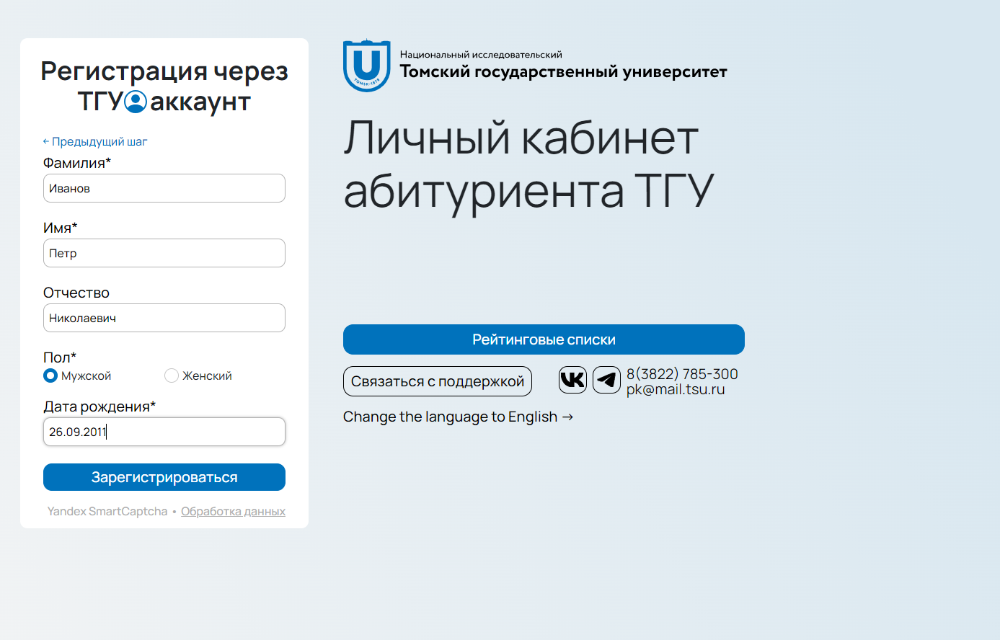 Регистрация через
ТГУ аккаунт
← Предыдущий шаг
Фамилия*
Иванов
Имя*
Петр
Отчество
Николаевич
Пол*
Мужской
Женский
Дата рождения*
26.09.2011
Зарегистрироваться
Yandex SmartCaptcha • Обработка данных
TOMSK-1878
Национальный исследовательский
Томский государственный университет
Личный кабинет
абитуриента ТГУ
Рейтинговые списки
Связаться с поддержкой
8(3822) 785-300
pk@mail.tsu.ru
Change the language to English →